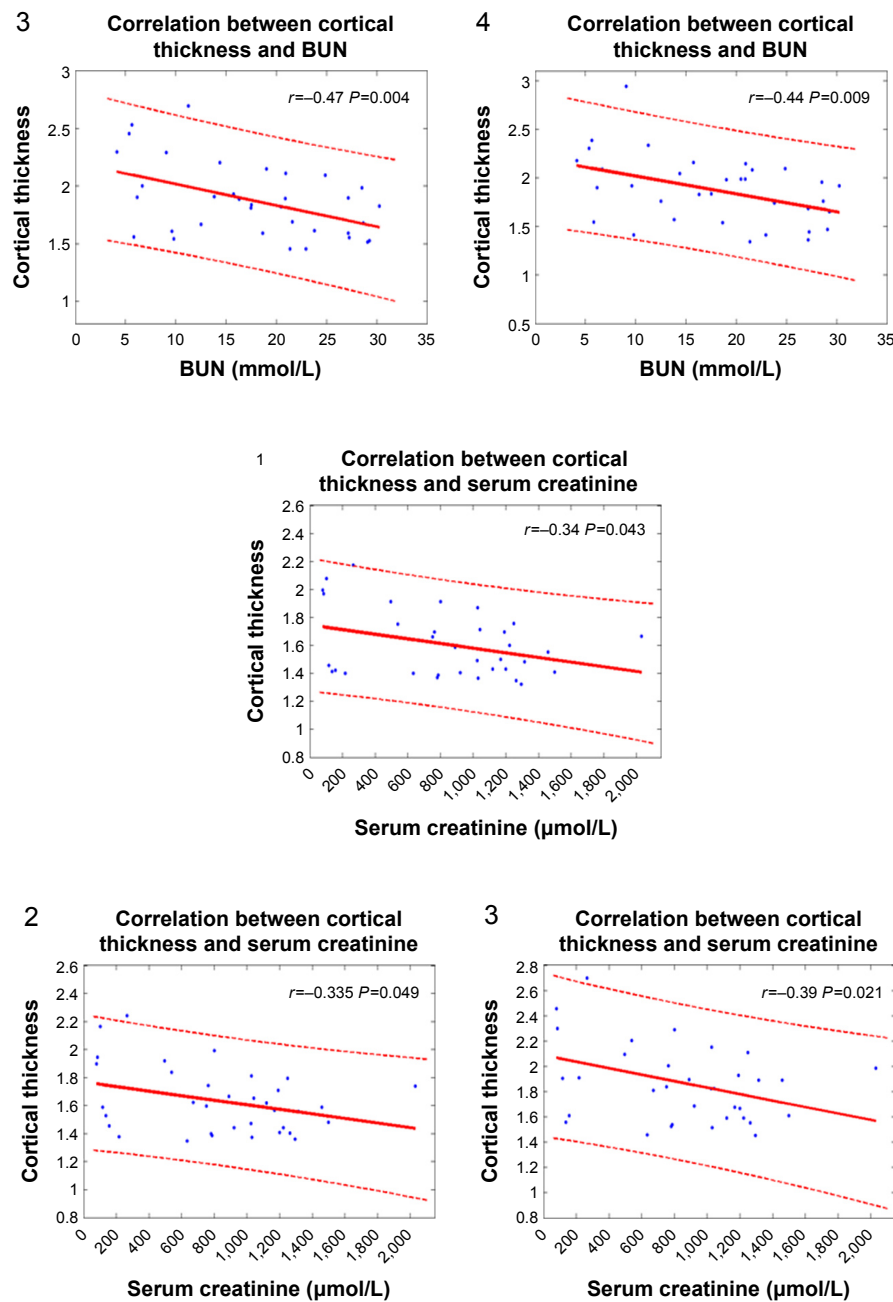 3
Correlation between cortical
thickness and BUN
r=–0.47 P=0.004
Cortical thickness
3
2.5
2
1.5
1
0 5 10 15 20 25 30 35
BUN (mmol/L)
4
Correlation between cortical
thickness and BUN
r=–0.44 P=0.009
Cortical thickness
3
2.5
2
1.5
1
0.5
0 5 10 15 20 25 30 35
BUN (mmol/L)
1
Correlation between cortical
thickness and serum creatinine
r=–0.34 P=0.043
Cortical thickness
2.6
2.4
2.2
2
1.8
1.6
1.4
1.2
1
0.8
0 200 400 600 800 1,000 1,200 1,400 1,600 1,800 2,000
Serum creatinine (µmol/L)
2
Correlation between cortical
thickness and serum creatinine
r=–0.335 P=0.049
Cortical thickness
2.6
2.4
2.2
2
1.8
1.6
1.4
1.2
1
0.8
0 200 400 600 800 1,000 1,200 1,400 1,600 1,800 2,000
Serum creatinine (µmol/L)
3
Correlation between cortical
thickness and serum creatinine
r=–0.39 P=0.021
Cortical thickness
2.8
2.6
2.4
2.2
2
1.8
1.6
1.4
1.2
1
0.8
0 200 400 600 800 1,000 1,200 1,400 1,600 1,800 2,000
Serum creatinine (µmol/L)